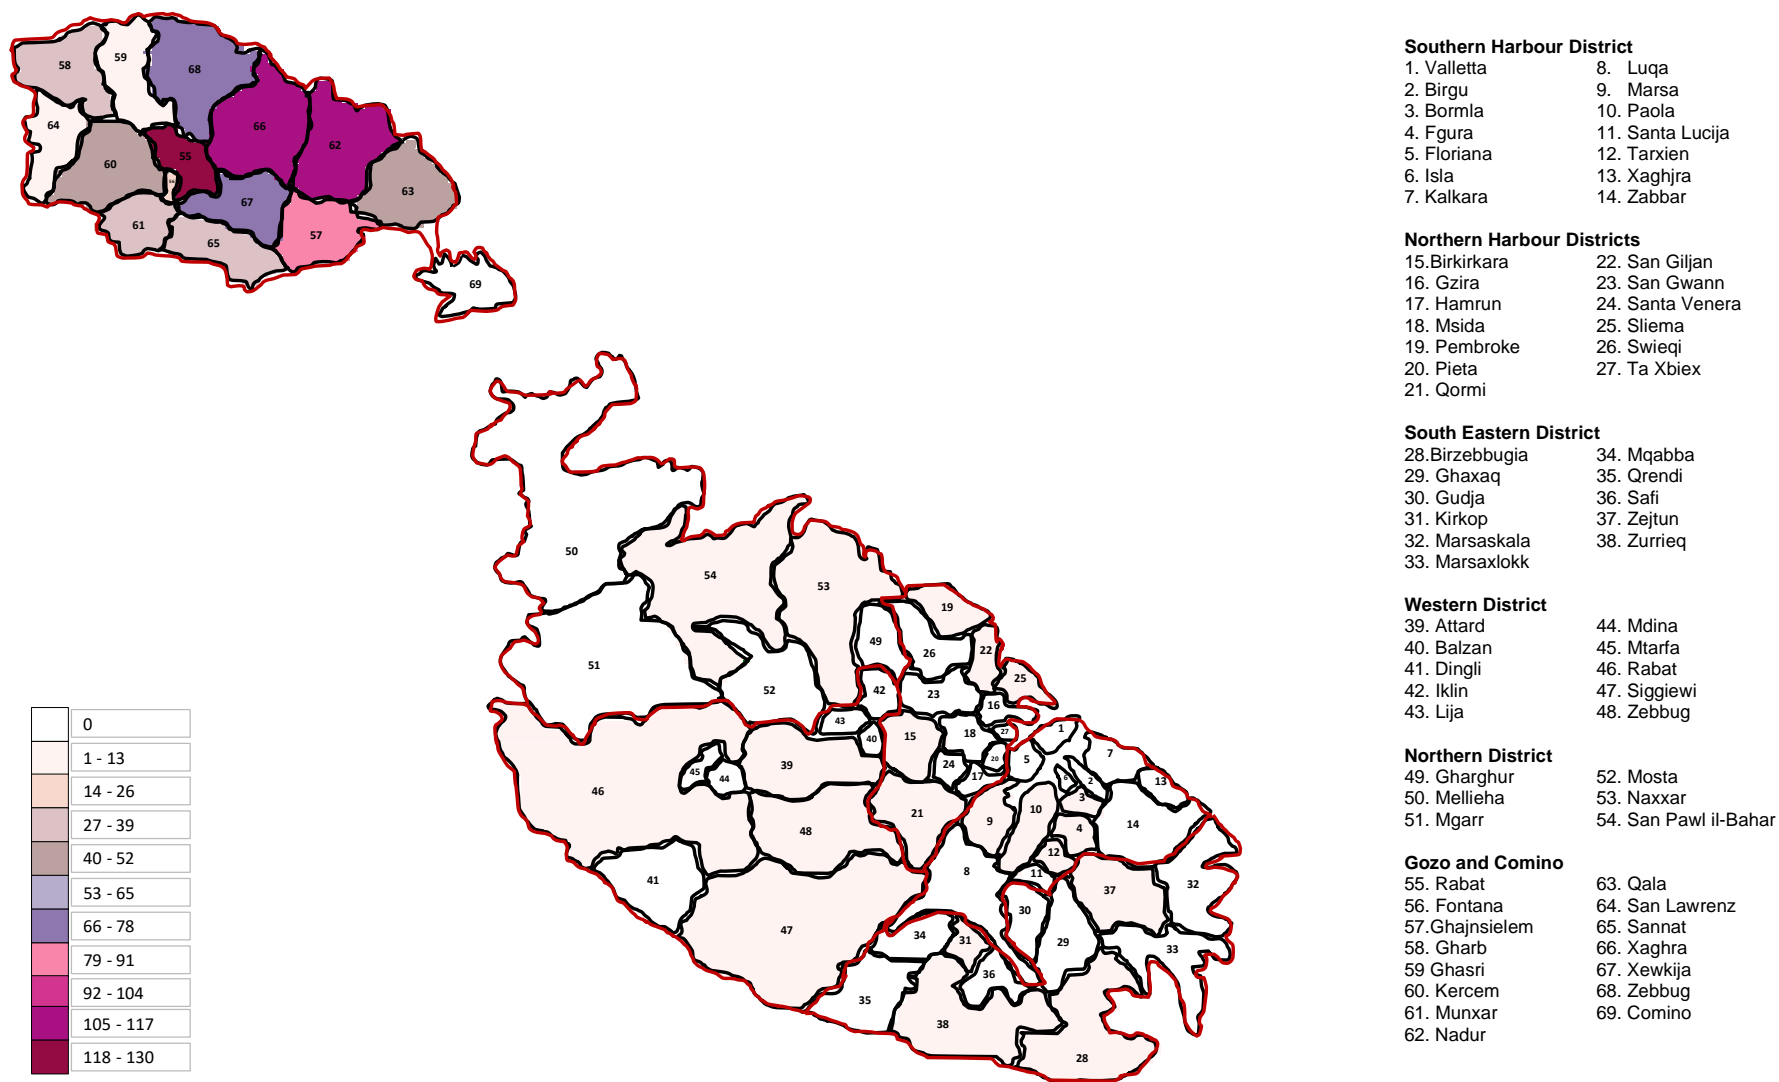 Southern Harbour District
1. Valletta 8. Luqa
2. Birgu 9. Marsa
3. Bormla 10. Paola
4. Fgura 11. Santa Lucija
5. Floriana 12. Tarxien
6. Isla 13. Xaghjra
7. Kalkara 14. Zabbar
Northern Harbour Districts
15.Birkirkara 22. San Giljan
16. Gzira 23. San Gwann
17. Hamrun 24. Santa Venera
18. Msida 25. Sliema
19. Pembroke 26. Swieqi
20. Pieta 27. Ta Xbiex
21. Qormi
South Eastern District
28.Birzebbugia 34. Mqabba
29. Ghaxaq 35. Qrendi
30. Gudja 36. Safi
31. Kirkop 37. Zejtun
32. Marsaskala 38. Zurrieq
33. Marsaxlokk
Western District
39. Attard 44. Mdina
40. Balzan 45. Mtarfa
41. Dingli 46. Rabat
42. Iklin 47. Siggiewi
43. Lija 48. Zebbug
Northern District
49. Gharghur 52. Mosta
50. Mellieha 53. Naxxar
51. Mgarr 54. San Pawl il-Bahar
Gozo and Comino
55. Rabat 63. Qala
56. Fontana 64. San Lawrenz
57.Ghajnsielem 65. Sannat
58. Gharb 66. Xaghra
59 Ghasri 67. Xewkija
60. Kercem 68. Zebbug
61. Munxar 69. Comino
62. Nadur
59
58
68
64
66
62
55
60
56
63
67
61
57
65
69
50
54
53
19
49
22
26
51
25
52
42
23
16
43
1
18
27
15
40
7
5
20
24
39
45
44
17
6
2
13
46
3
10
21
9
14
48
4
12
8
11
41
32
37
30
47
34
31
29
33
36
35
38
28
0
1 - 13
14 - 26
27 - 39
40 - 52
53 - 65
66 - 78
79 - 91
92 - 104
105 - 117
118 - 130